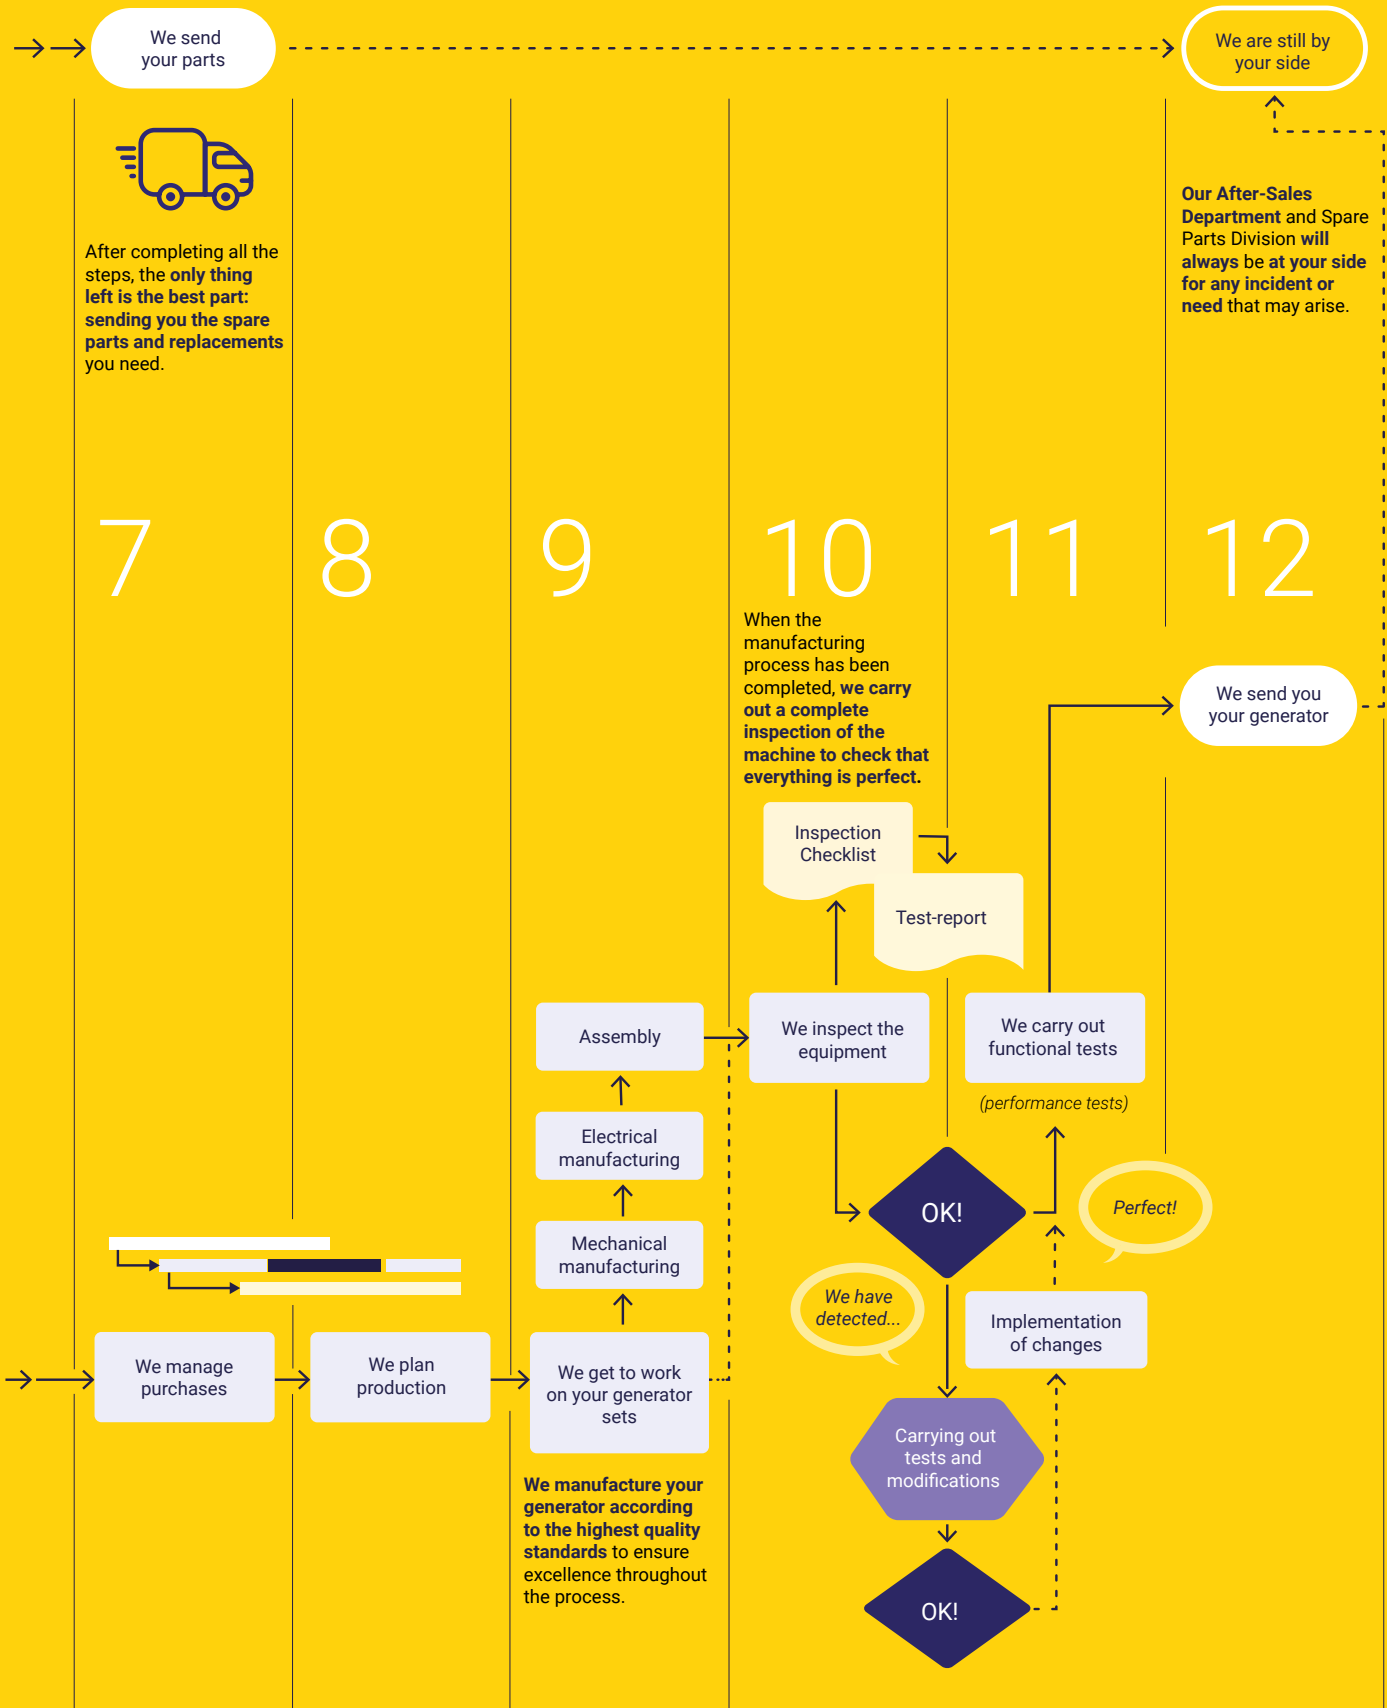 We send
your parts
We are still by
your side
After completing all the
steps, the only thing
left is the best part:
sending you the spare
parts and replacements
you need.
Our After-Sales
Department and Spare
Parts Division will
always be at your side
for any incident or
need that may arise.
7
8
9
10
11
12
When the
manufacturing
process has been
completed, we carry
out a complete
inspection of the
machine to check that
everything is perfect.
We send you
your generator
Inspection
Checklist
Test-report
Assembly
We inspect the
equipment
We carry out
functional tests
(performance tests)
Electrical
manufacturing
Mechanical
manufacturing
OK!
Perfect!
We have
detected...
Implementation
of changes
We manage
purchases
We plan
production
We get to work
on your generator
sets
Carrying out
tests and
modifications
We manufacture your
generator according
to the highest quality
standards to ensure
excellence throughout
the process.
OK!